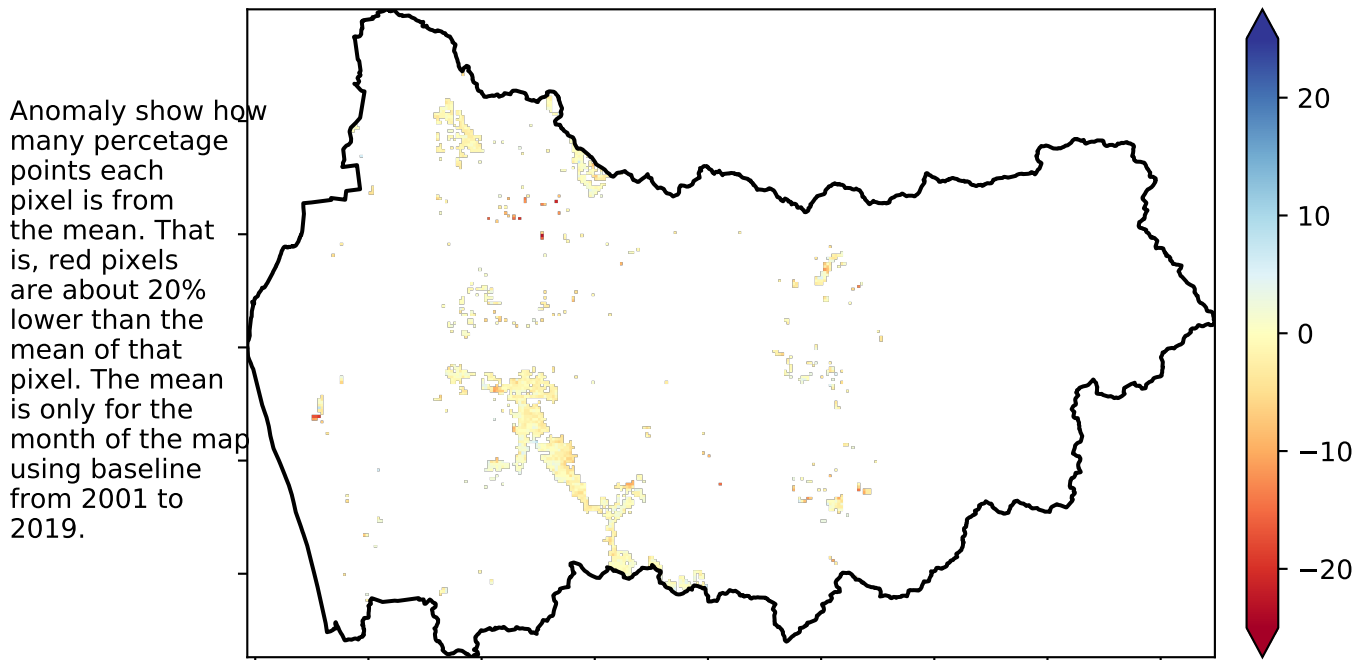 Anomaly show how
many percetage
points each
pixel is from
the mean. That
is, red pixels
are about 20%
lower than the
mean of that
pixel. The mean
is only for the
month of the map
using baseline
from 2001 to
2019.
20
10
0
−10
−20